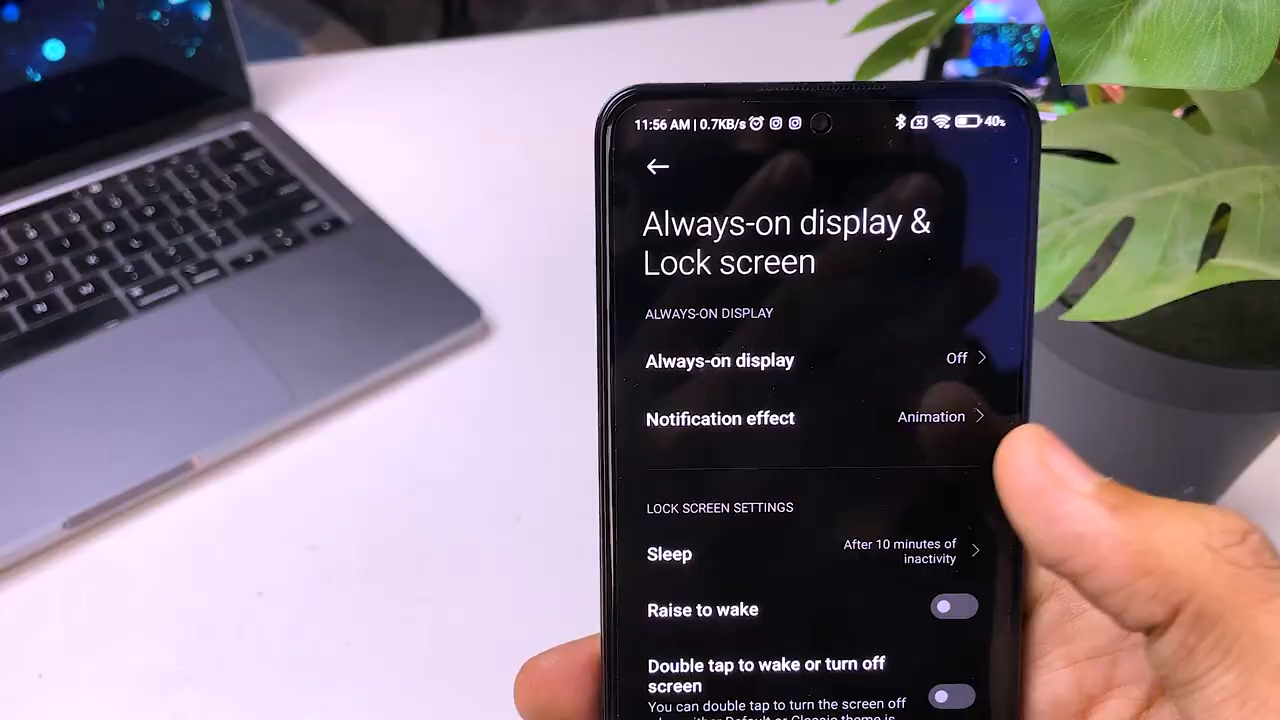 11:56 AM | 0.7KB/s 40%
Always-on display &
Lock screen
ALWAYS-ON DISPLAY
Always-on display Off
Notification effect Animation
LOCK SCREEN SETTINGS
Sleep After 10 minutes of
inactivity
Raise to wake
Double tap to wake or turn off
screen
You can double tap to turn the screen off